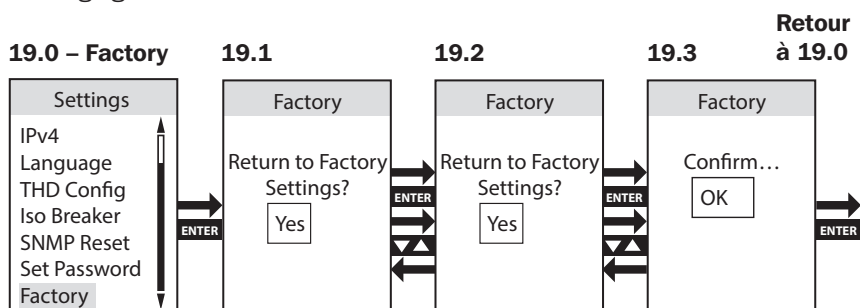 19.0 – Factory
19.1
19.2
19.3
Retour
à 19.0
Settings
IPv4
Language
THD Config
Iso Breaker
SNMP Reset
Set Password
Factory
ENTER
Factory
Return to Factory
Settings?
Yes
ENTER
Factory
Return to Factory
Settings?
Yes
ENTER
Factory
Confirm…
OK
ENTER